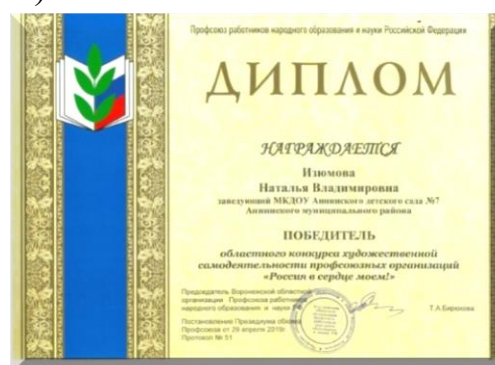 Профсоюз работников народного образования и науки Российской Федерации
ДИПЛОМ
НАГРАЖДАЕТСЯ
Изюмова
Наталья Владимировна
заведующий МКДОУ Аннинского детского сада №7
Аннинского муниципального района
ПОБЕДИТЕЛЬ
областного конкурса художественной
самодеятельности профсоюзных организаций
«Россия в сердце моем!»
Председатель Воронежской областной
организации Профсоюза работников
народного образования и науки РФ
Т.А.Бирюкова
Постановление Президиума обкома
Профсоюза от 29 апреля 2019г
Протокол № 51